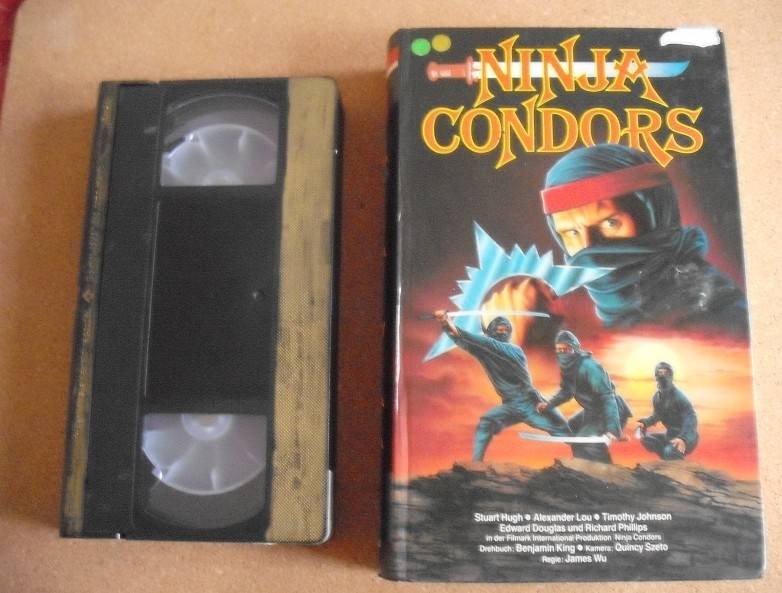 NINJA
CONDORS
Stuart Hugh • Alexander Lou • Timothy Johnson
Edward Douglas und Richard Phillips
in der Filmark International Produktion Ninja Condors
Drehbuch: Benjamin King • Kamera: Quincy Szeto
Regie: James Wu